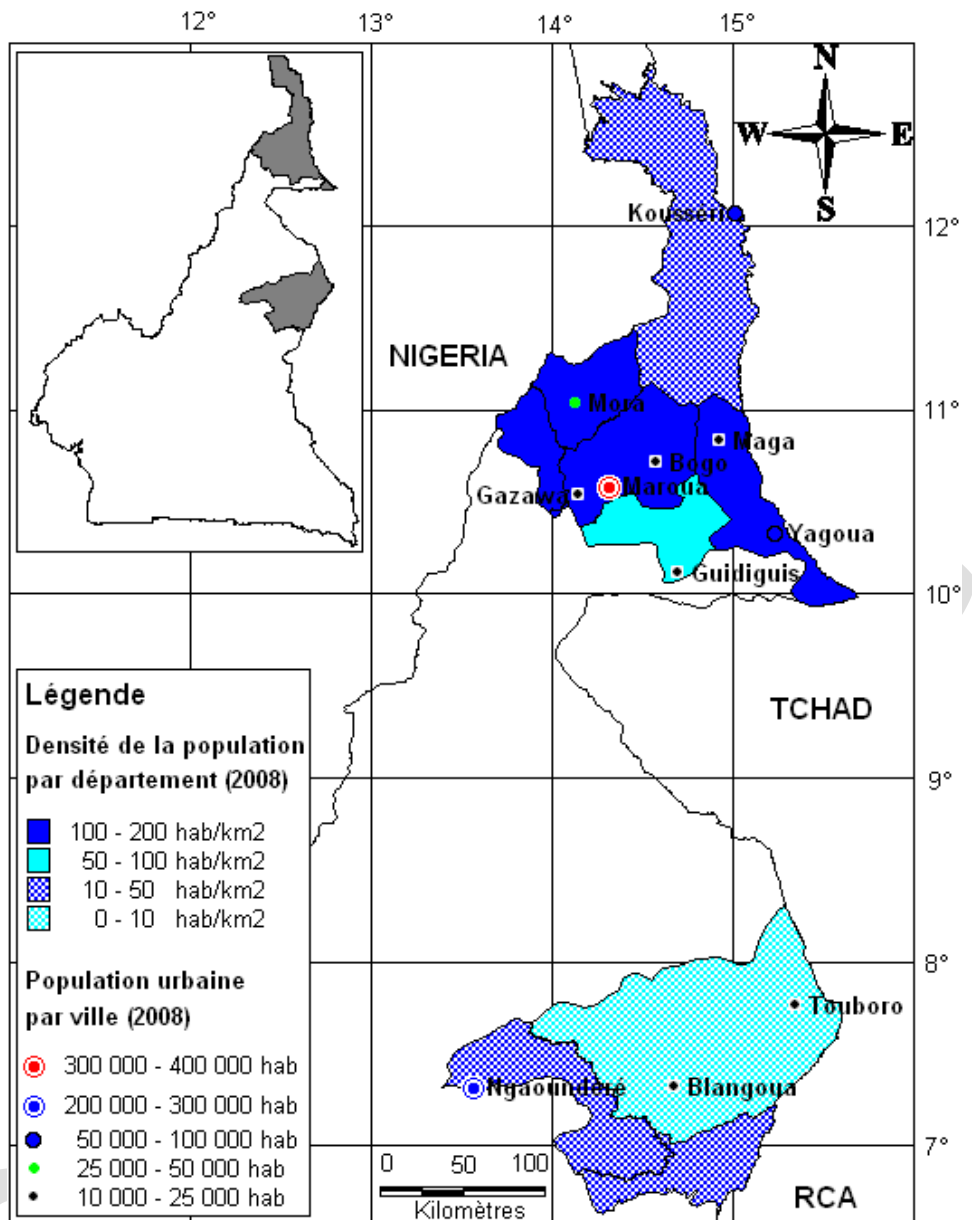 12° 13° 14° 15°
N
W E
S
Kousseri
12°
NIGERIA
Mora
11°
Maga
Bogo
Gazawa Maroua
Yagoua
Guidiguis
10°
Légende
Densité de la population
par département (2008)
100 - 200 hab/km2
50 - 100 hab/km2
10 - 50 hab/km2
0 - 10 hab/km2
Population urbaine
par ville (2008)
300 000 - 400 000 hab
200 000 - 300 000 hab
50 000 - 100 000 hab
25 000 - 50 000 hab
10 000 - 25 000 hab
TCHAD
9°
8°
Touboro
Ngaoundéré Blangoua
7°
0 50 100
Kilomètres
RCA